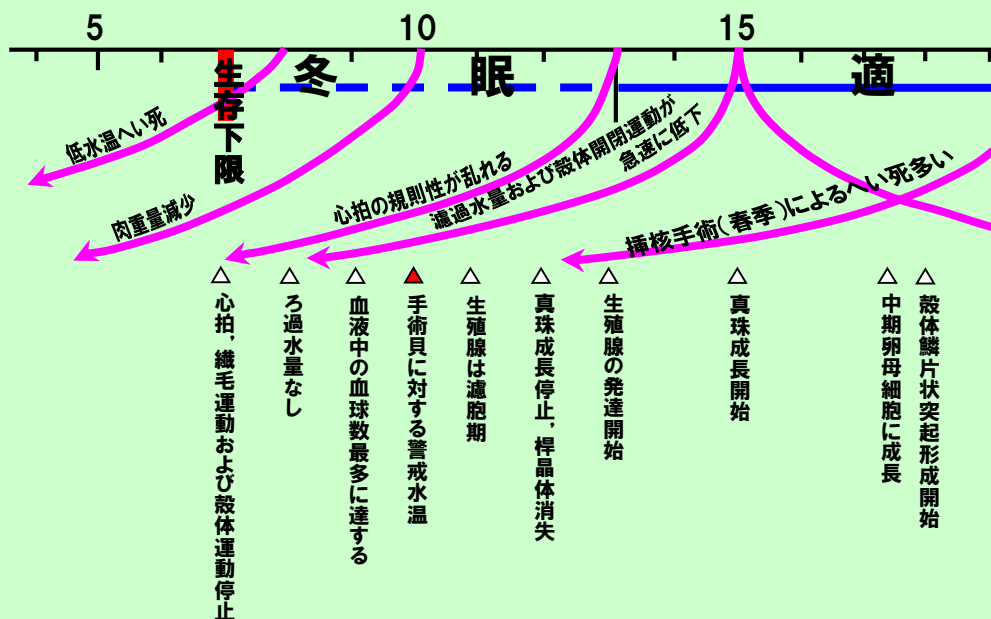 5
10
15
生存下限
冬
眠
適
低水温へい死
肉重量減少
心拍の規則性が乱れる
濾過水量および殻体開閉運動が
急速に低下
挿核手術(春季)によるへい死多い
心拍,繊毛運動および殻体運動停止
ろ過水量なし
血液中の血球数最多に達する
手術貝に対する警戒水温
生殖腺は濾胞期
真珠成長停止,桿晶体消失
生殖腺の発達開始
真珠成長開始
中期卵母細胞に成長
殻体鱗片状突起形成開始